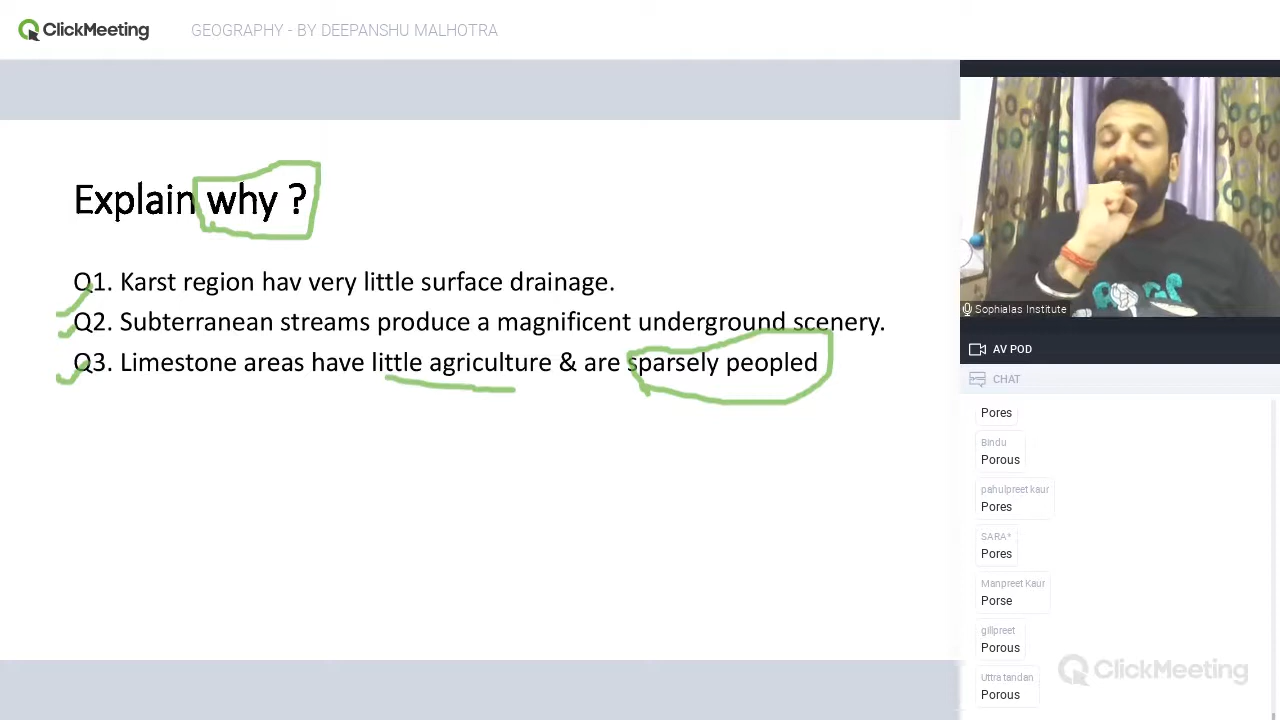 ClickMeeting
GEOGRAPHY - BY DEEPANSHU MALHOTRA
Explain why ?
Q1. Karst region hav very little surface drainage.
Q2. Subterranean streams produce a magnificent underground scenery.
Q3. Limestone areas have little agriculture & are sparsely peopled
Sophialas Institute
AV POD
CHAT
Pores
Bindu
Porous
pahulpreet kaur
Pores
SARA*
Pores
Manpreet Kaur
Porse
gillpreet
Porous
Uttra tandan
Porous
ClickMeeting